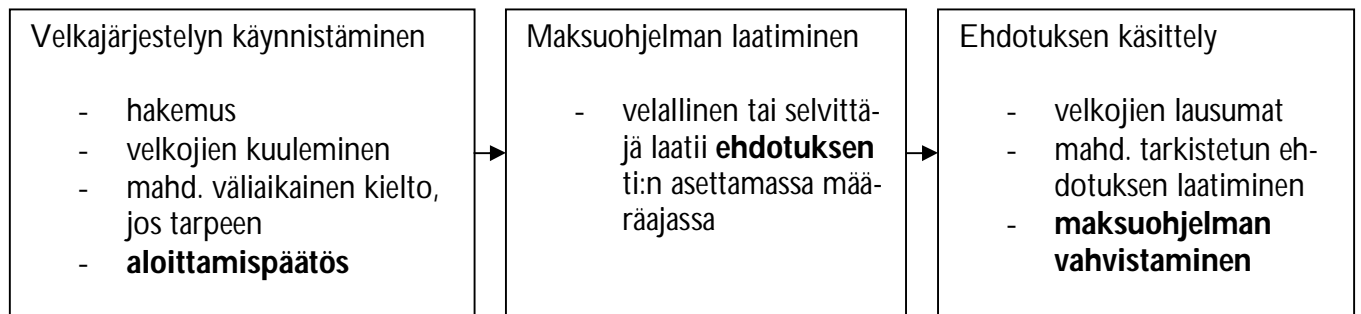 Velkajärjestelyn käynnistäminen
- hakemus
- velkojien kuuleminen
- mahd. väliaikainen kielto,
jos tarpeen
- aloittamispäätös
Maksuohjelman laatiminen
- velallinen tai selvittä-
jä laatii ehdotuksen
ti:n asettamassa mää-
räajassa
Ehdotuksen käsittely
- velkojien lausumat
- mahd. tarkistetun eh-
dotuksen laatiminen
- maksuohjelman
vahvistaminen